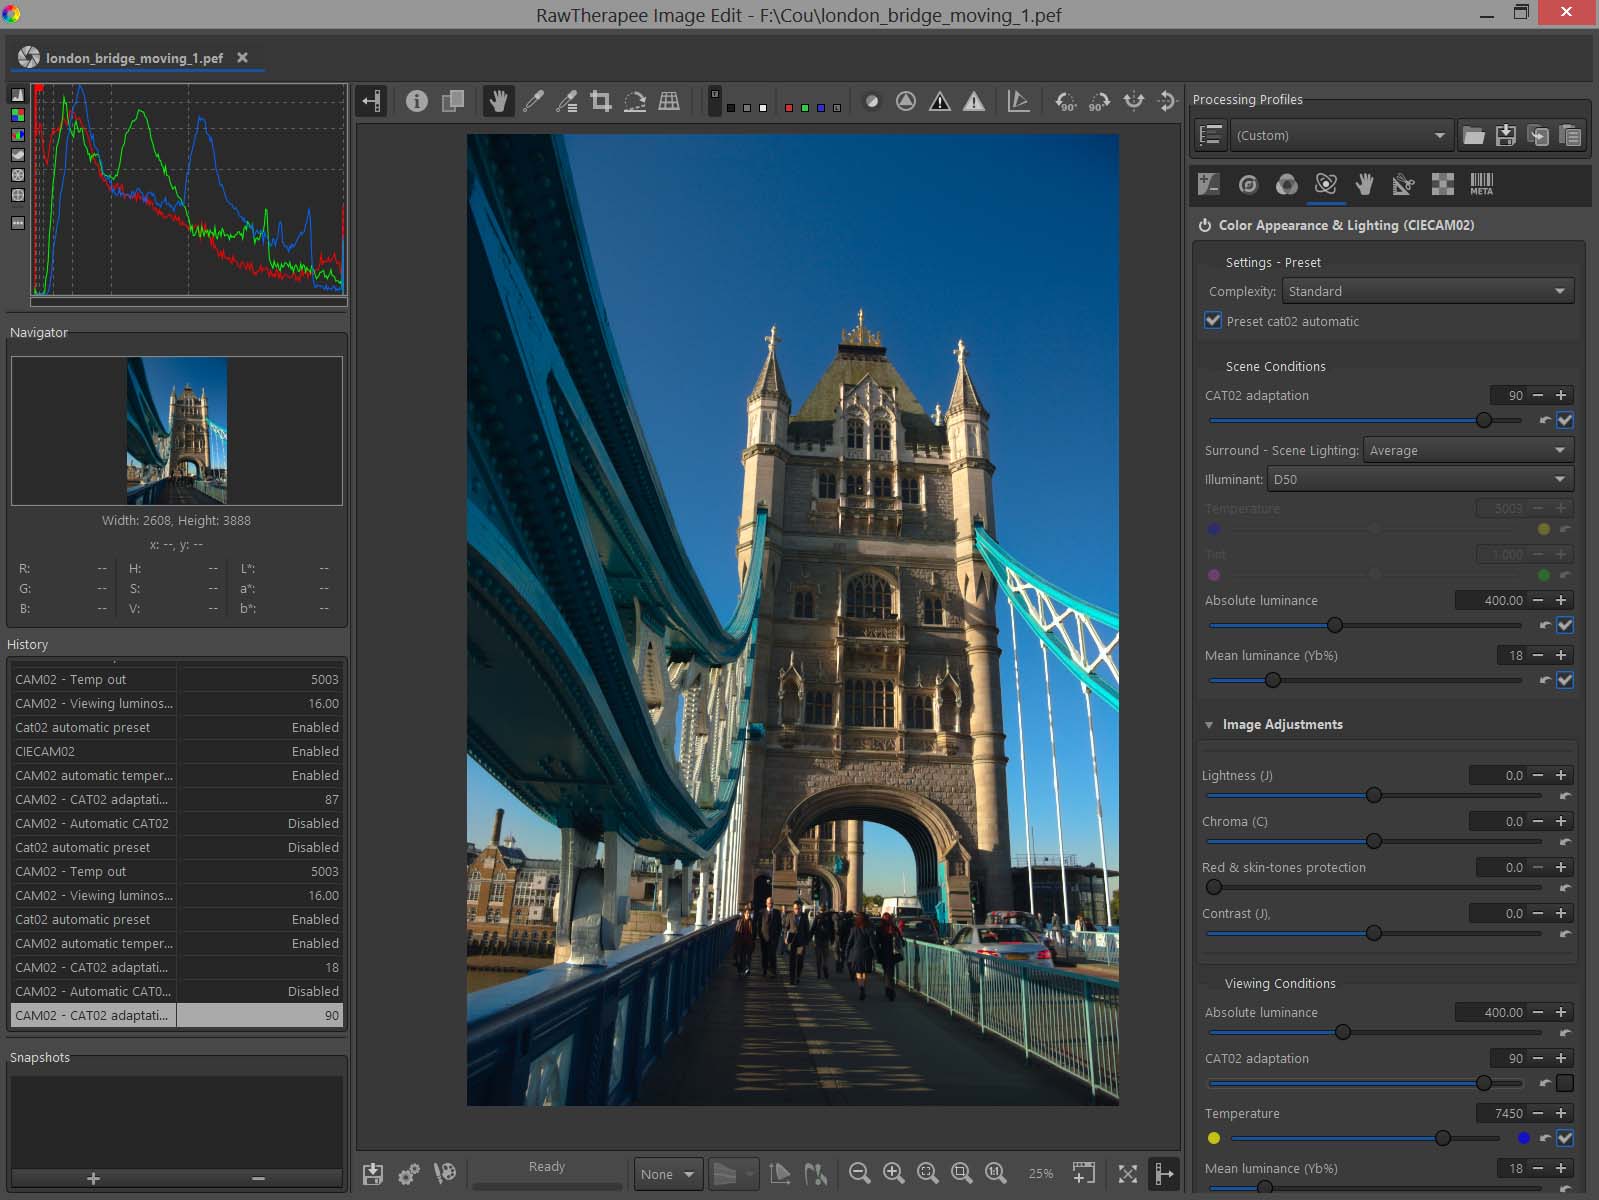 RawTherapee Image Edit - F:\Cou\london_bridge_moving_1.pef
london_bridge_moving_1.pef
Processing Profiles
(Custom)
META
Color Appearance & Lighting (CIECAM02)
Settings - Preset
Complexity: Standard
Preset cat02 automatic
Scene Conditions
CAT02 adaptation 90
Surround - Scene Lighting: Average
Illuminant: D50
Temperature 5003
Tint 1.000
Absolute luminance 400.00
Mean luminance (Yb%) 18
Image Adjustments
Lightness (J) 0.0
Chroma (C) 0.0
Red & skin-tones protection 0.0
Contrast (J), 0.0
Viewing Conditions
Absolute luminance 400.00
CAT02 adaptation 90
Temperature 7450
Mean luminance (Yb%) 18
Navigator
Width: 2608, Height: 3888
x: --, y: --
R: -- H: -- L*: --
G: -- S: -- a*: --
B: -- V: -- b*: --
History
CAM02 - Temp out 5003
CAM02 - Viewing luminos... 16.00
Cat02 automatic preset Enabled
CIECAM02 Enabled
CAM02 automatic temper... Enabled
CAM02 - CAT02 adaptati... 87
CAM02 - Automatic CAT02 Disabled
Cat02 automatic preset Disabled
CAM02 - Temp out 5003
CAM02 - Viewing luminos... 16.00
Cat02 automatic preset Enabled
CAM02 automatic temper... Enabled
CAM02 - CAT02 adaptati... 18
CAM02 - Automatic CAT0... Disabled
CAM02 - CAT02 adaptati... 90
Snapshots
Ready
None
25%
90°
90°